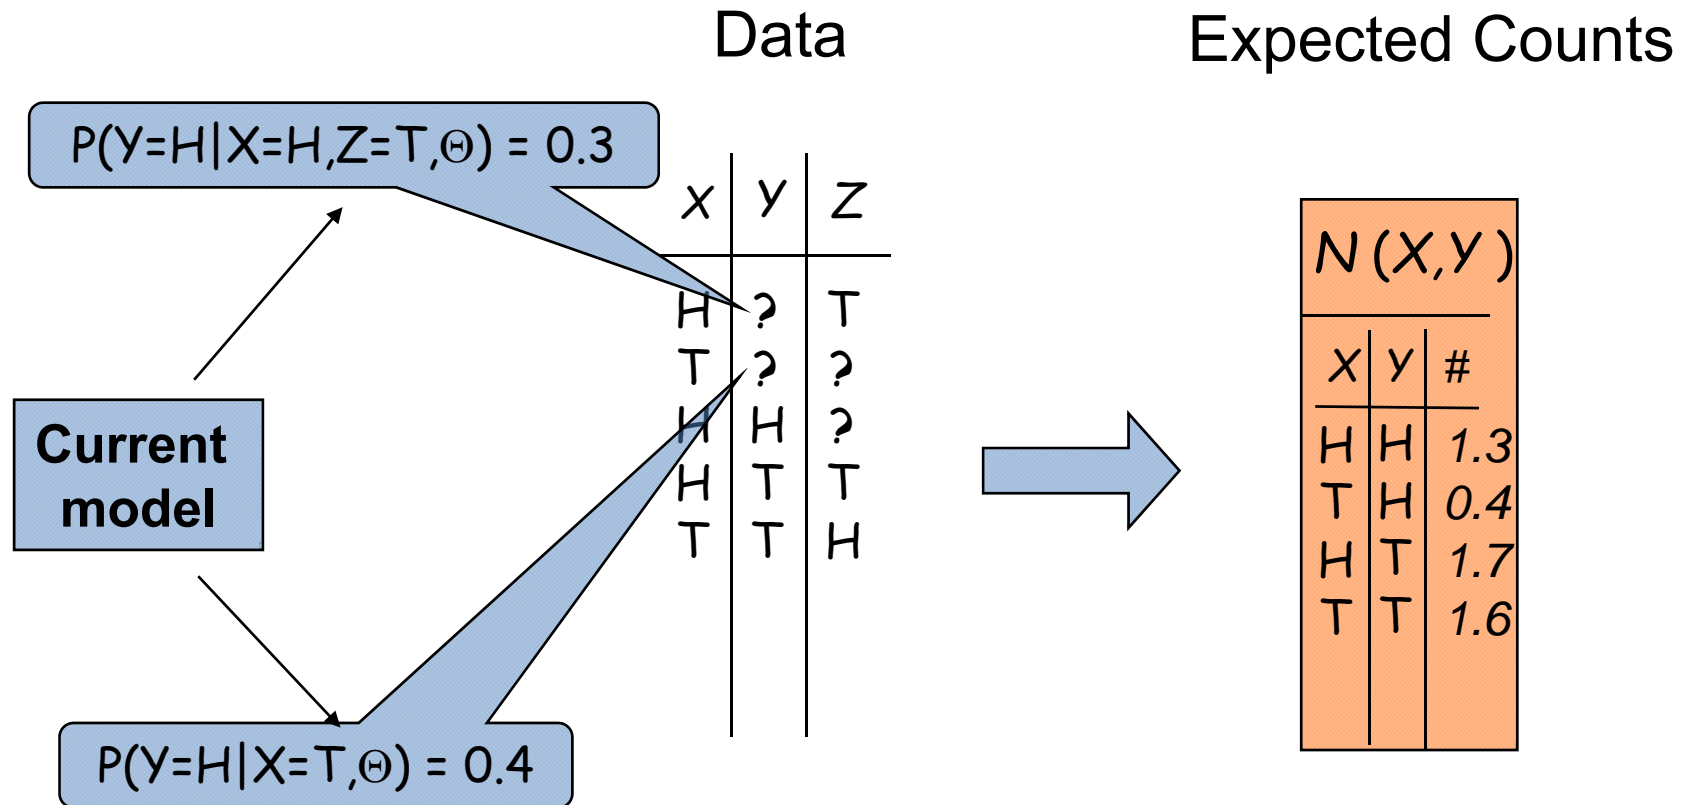 Data
Expected Counts
P(Y=H|X=H,Z=T,Θ) = 0.3
X Y Z
H ? T
T ? ?
H H ?
H T T
T T H
Current
model
P(Y=H|X=T,Θ) = 0.4
N (X,Y )
X Y #
H H 1.3
T H 0.4
H T 1.7
T T 1.6